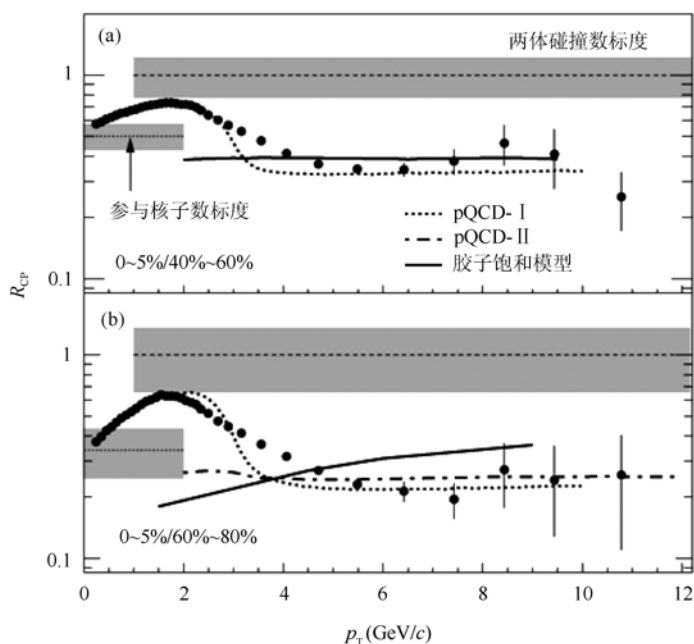 (a)
两体碰撞数标度
1
参与核子数标度
pQCD-Ⅰ
pQCD-Ⅱ
胶子饱和模型
0~5%/40%~60%
0.1
R_CP
(b)
1
0~5%/60%~80%
0.1
0 2 4 6 8 10 12
p_T(GeV/c)